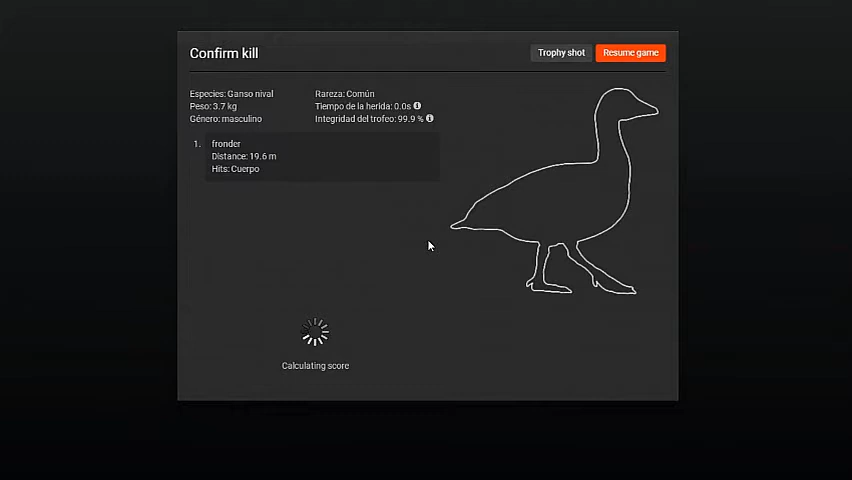 Confirm kill
Trophy shot
Resume game
Especies: Ganso nival
Rareza: Común
Peso: 3.7 kg
Tiempo de la herida: 0.0s
Género: masculino
Integridad del trofeo: 99.9 %
1. fronder
Distance: 19.6 m
Hits: Cuerpo
Calculating score